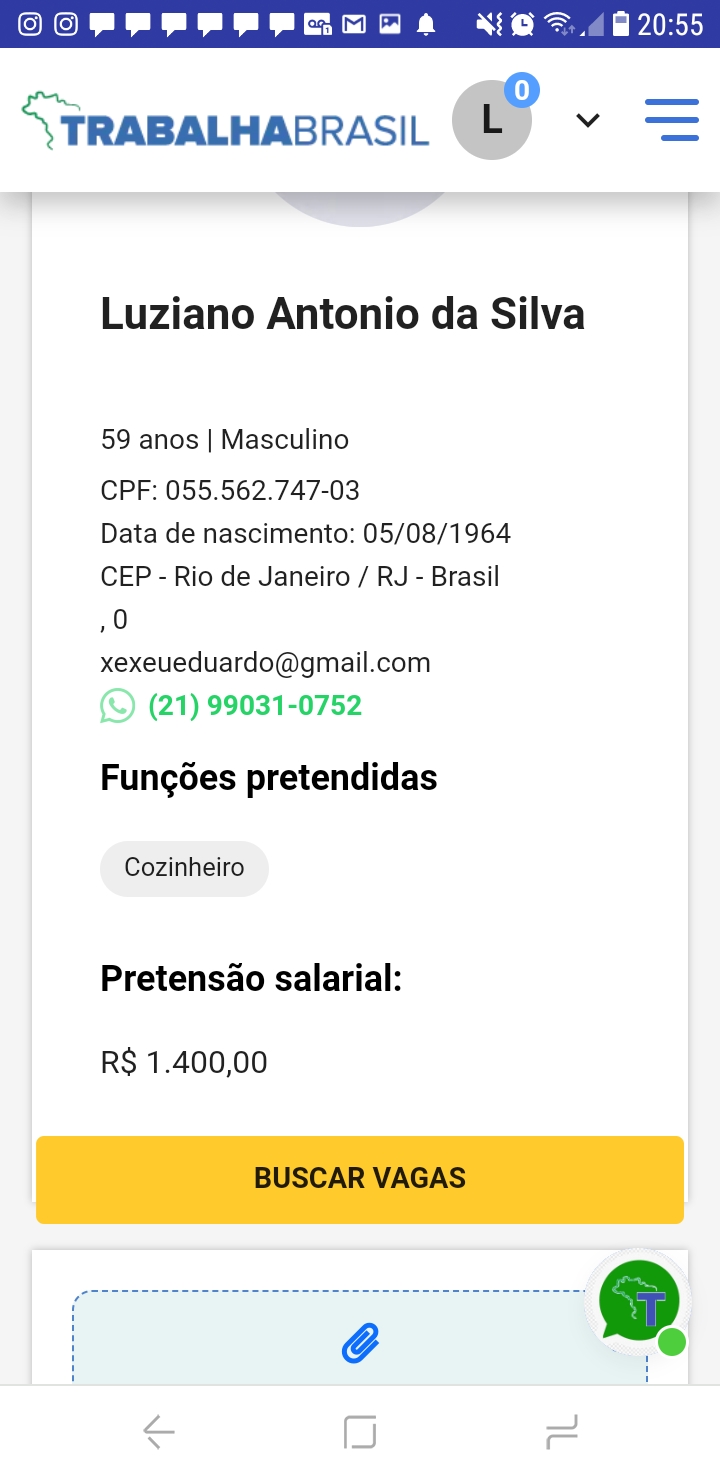 20:55
TRABALHABRASIL
L
0
Luziano Antonio da Silva
59 anos | Masculino
CPF: 055.562.747-03
Data de nascimento: 05/08/1964
CEP - Rio de Janeiro / RJ - Brasil
, 0
xexeueduardo@gmail.com
(21) 99031-0752
Funções pretendidas
Cozinheiro
Pretensão salarial:
R$ 1.400,00
BUSCAR VAGAS
T